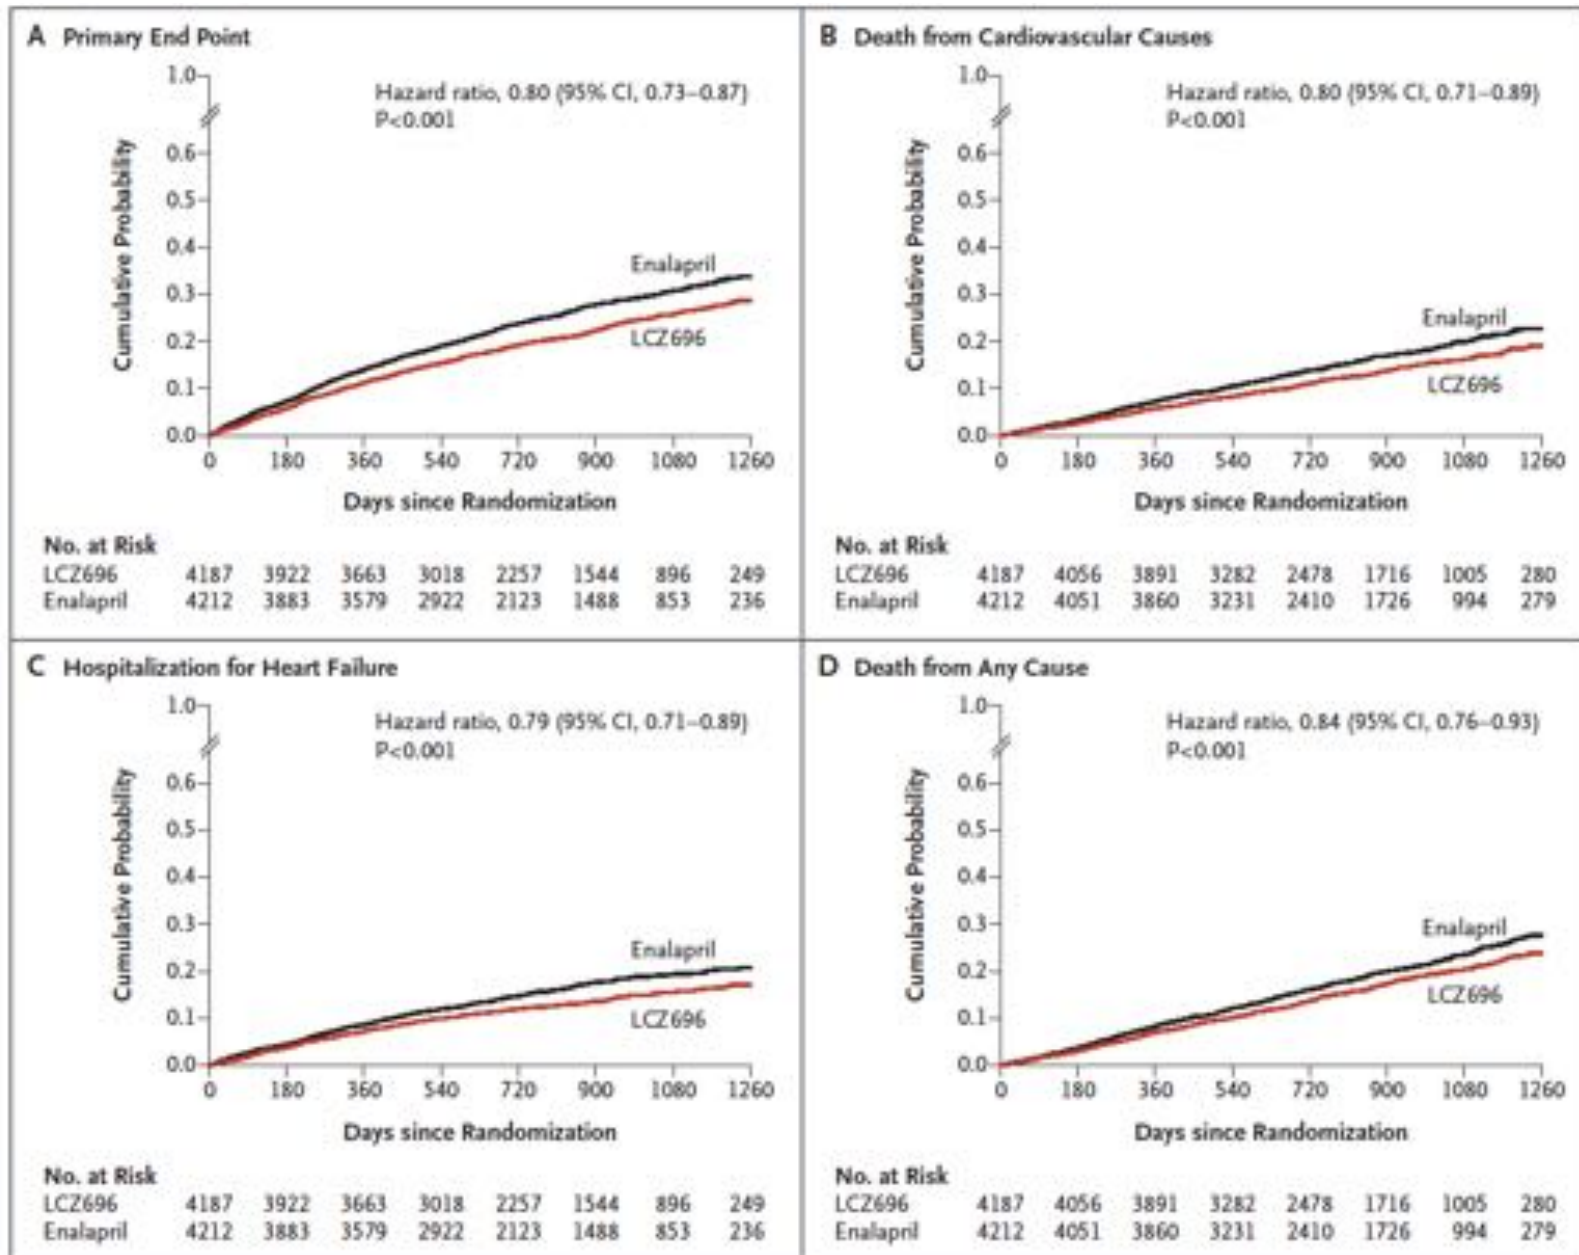 A Primary End Point
Hazard ratio, 0.80 (95% CI, 0.73–0.87)
P<0.001
Cumulative Probability
1.0
0.6
0.5
0.4
0.3
0.2
0.1
0.0
Enalapril
LCZ696
0 180 360 540 720 900 1080 1260
Days since Randomization
No. at Risk
LCZ696 4187 3922 3663 3018 2257 1544 896 249
Enalapril 4212 3883 3579 2922 2123 1488 853 236
B Death from Cardiovascular Causes
Hazard ratio, 0.80 (95% CI, 0.71–0.89)
P<0.001
Cumulative Probability
1.0
0.6
0.5
0.4
0.3
0.2
0.1
0.0
Enalapril
LCZ696
0 180 360 540 720 900 1080 1260
Days since Randomization
No. at Risk
LCZ696 4187 4056 3891 3282 2478 1716 1005 280
Enalapril 4212 4051 3860 3231 2410 1726 994 279
C Hospitalization for Heart Failure
Hazard ratio, 0.79 (95% CI, 0.71–0.89)
P<0.001
Cumulative Probability
1.0
0.6
0.5
0.4
0.3
0.2
0.1
0.0
Enalapril
LCZ696
0 180 360 540 720 900 1080 1260
Days since Randomization
No. at Risk
LCZ696 4187 3922 3663 3018 2257 1544 896 249
Enalapril 4212 3883 3579 2922 2123 1488 853 236
D Death from Any Cause
Hazard ratio, 0.84 (95% CI, 0.76–0.93)
P<0.001
Cumulative Probability
1.0
0.6
0.5
0.4
0.3
0.2
0.1
0.0
Enalapril
LCZ696
0 180 360 540 720 900 1080 1260
Days since Randomization
No. at Risk
LCZ696 4187 4056 3891 3282 2478 1716 1005 280
Enalapril 4212 4051 3860 3231 2410 1726 994 279